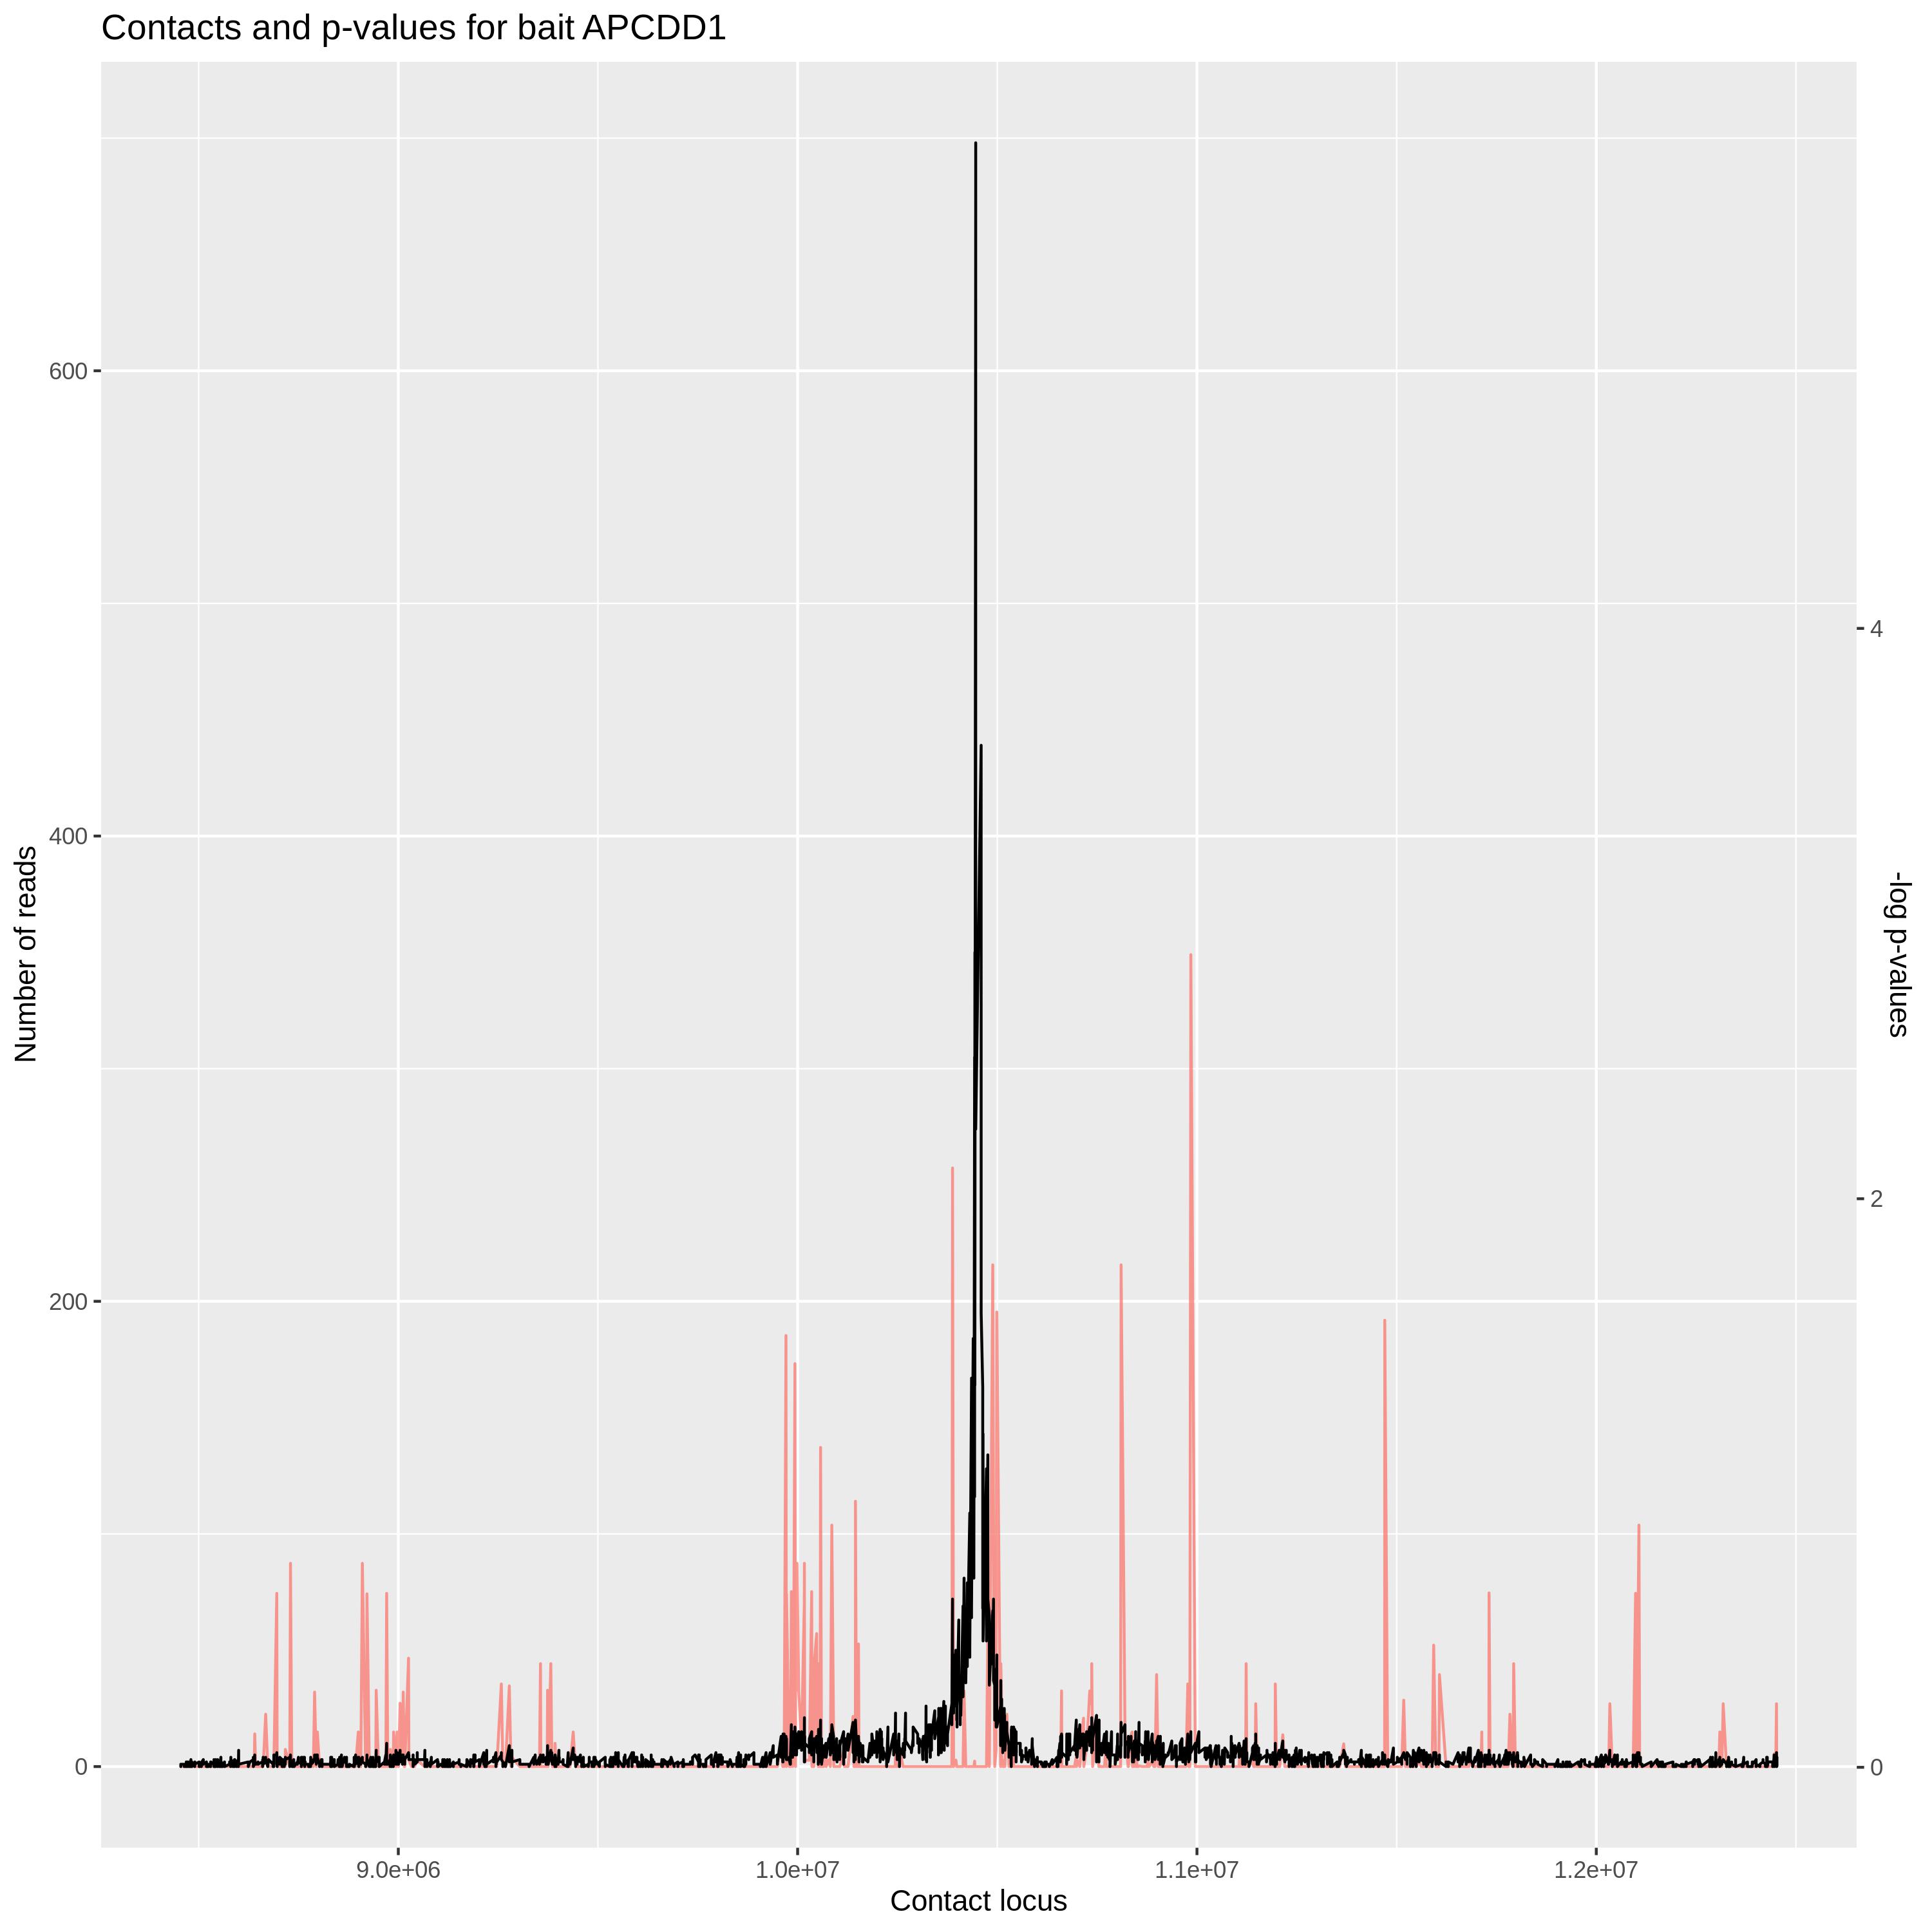 Contacts and p-values for bait APCDD1
600
400
200
0
4
2
0
Number of reads
-log p-values
9.0e+06
1.0e+07
1.1e+07
1.2e+07
Contact locus